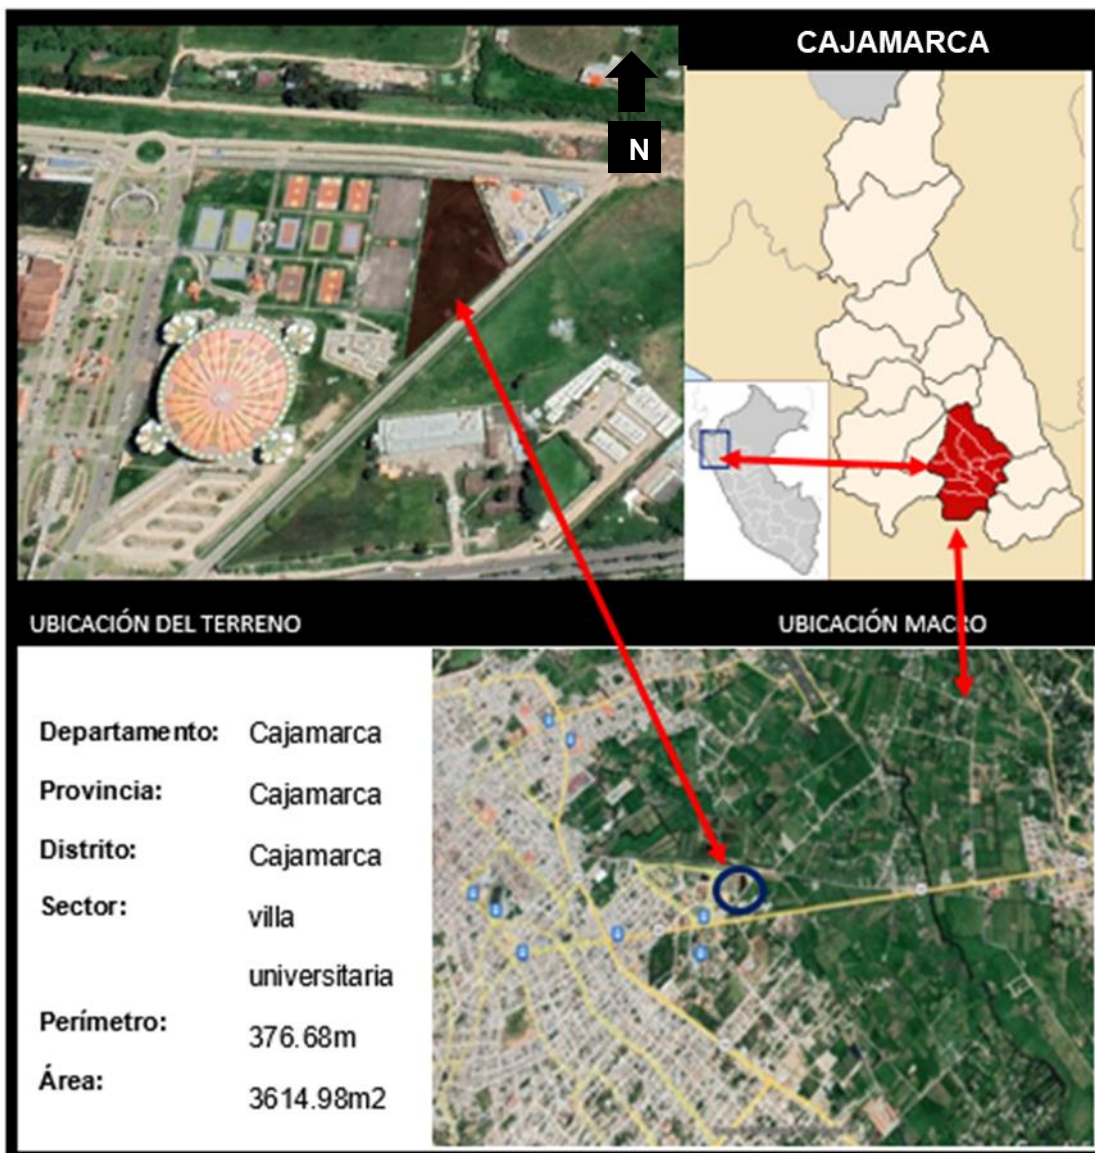 CAJAMARCA
N
UBICACIÓN DEL TERRENO
UBICACIÓN MACRO
Departamento: Cajamarca
Provincia: Cajamarca
Distrito: Cajamarca
Sector: villa
universitaria
Perímetro: 376.68m
Área: 3614.98m2